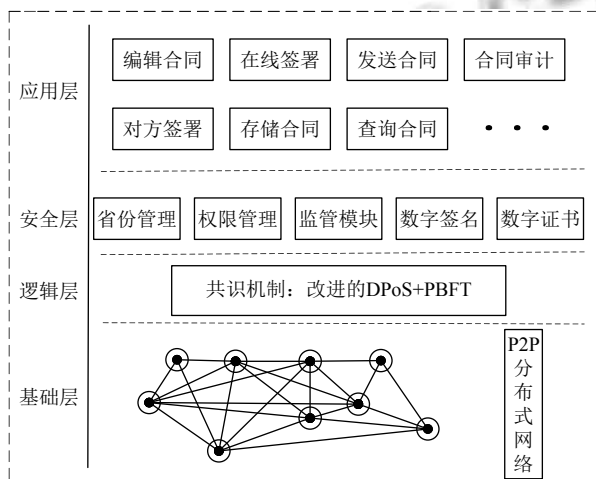 应用层
编辑合同 在线签署 发送合同 合同审计
对方签署 存储合同 查询合同 • • •
安全层
省份管理 权限管理 监管模块 数字签名 数字证书
逻辑层
共识机制：改进的DPoS+PBFT
基础层
P2P
分
布
式
网
络